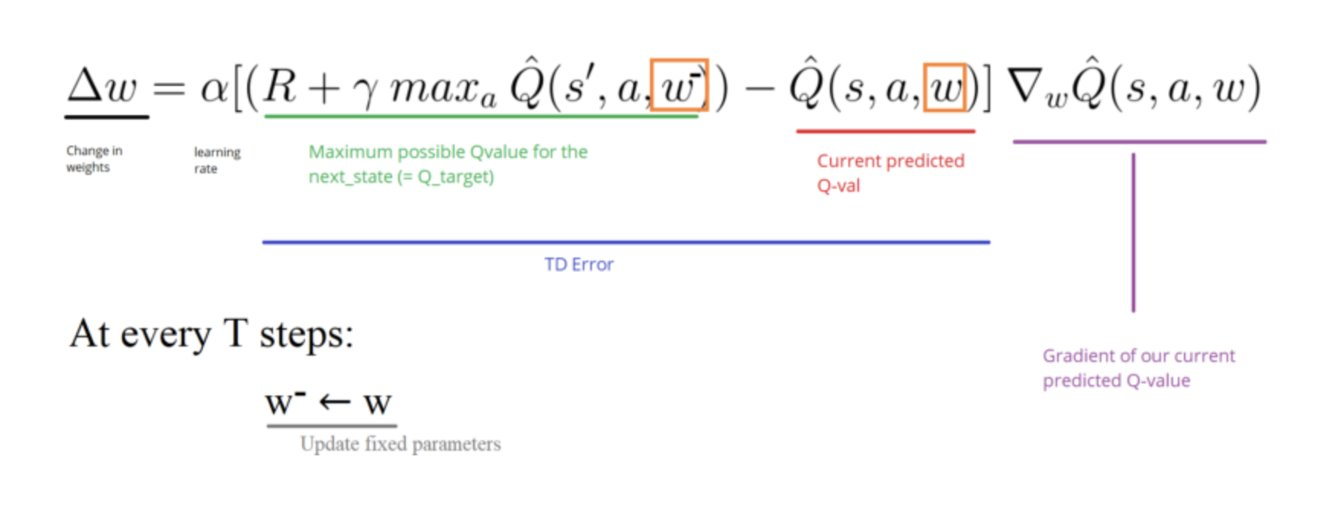 Δw = α[(R + γ max_a Q̂(s′, a, w⁻)) − Q̂(s, a, w)] ∇_w Q̂(s, a, w)
Change in
weights
learning
rate
Maximum possible Qvalue for the
next_state (= Q_target)
Current predicted
Q-val
TD Error
At every T steps:
Gradient of our current
predicted Q-value
w⁻ ← w
Update fixed parameters